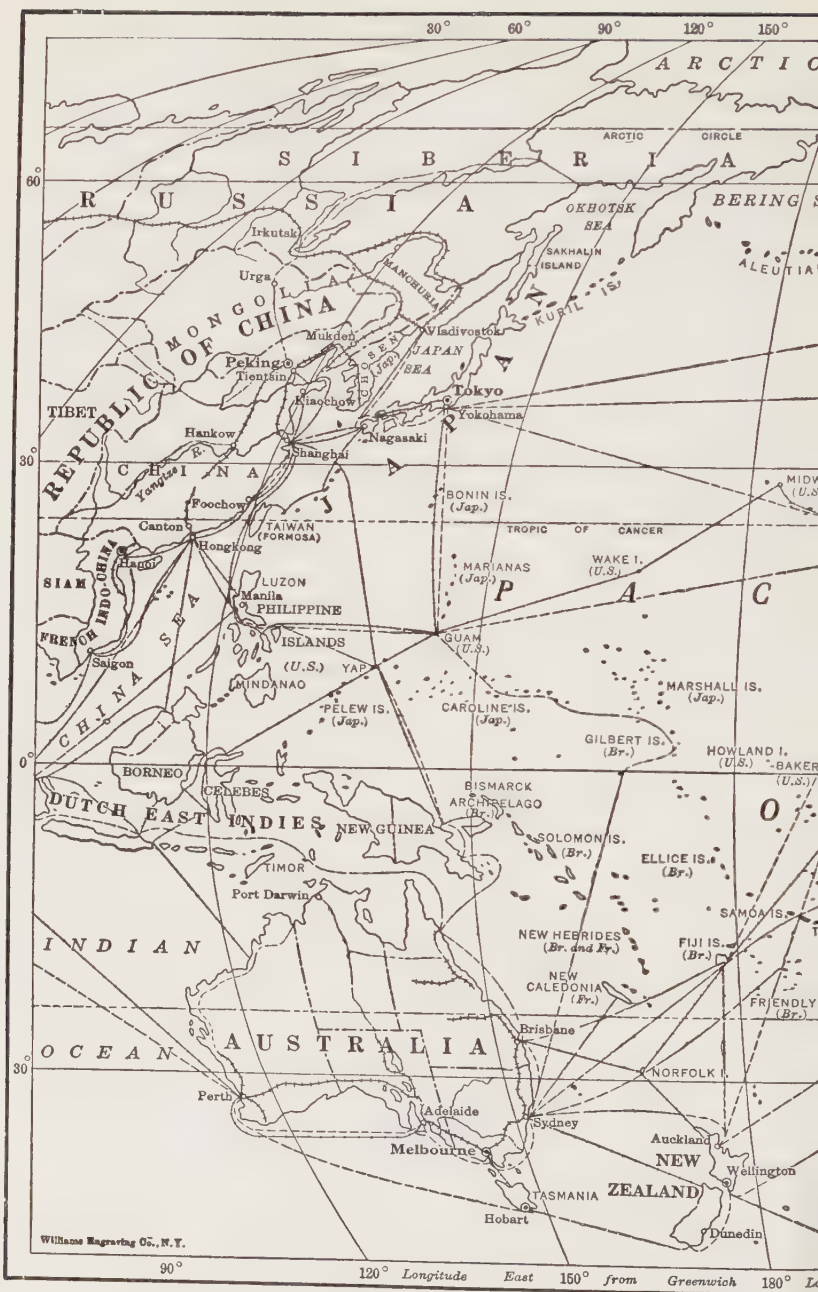 80° 90° 120° 150°
ARCTIC
ARCTIC CIRCLE
SIBERIA
60°
RUSSIA
OKHOTSK
SEA
BERING S
Irkutsk
SAKHALIN
ISLAND
ALEUTIA
MANCHURIA
Urga
KURIL IS.
MONGOLIA
REPUBLIC OF CHINA
Mukden
Vladivostok
CHOSEN
(Jap.)
JAPAN
SEA
JAPAN
Peking
Tientsin
Kiaochow
Tokyo
Yokohama
TIBET
Nagasaki
Hankow
Shanghai
30°
CHINA
Yangtze R.
MIDW
(U.S.
BONIN IS.
(Jap.)
Foochow
Canton
TAIWAN
(FORMOSA)
TROPIC OF CANCER
Hongkong
Hanoi
WAKE I.
(U.S.)
MARIANAS
(Jap.)
SIAM
FRENCH INDO-CHINA
LUZON
Manila
PHILIPPINE
ISLANDS
(U.S.)
PAC
GUAM
(U.S.)
Saigon
CHINA SEA
YAP
MINDANAO
MARSHALL IS.
(Jap.)
PELEW IS.
(Jap.)
CAROLINE IS.
(Jap.)
GILBERT IS.
(Br.)
HOWLAND I.
(U.S.)
BAKER
(U.S.)
0°
BORNEO
CELEBES
BISMARCK
ARCHIPELAGO
(Br.)
O
DUTCH EAST INDIES
NEW GUINEA
SOLOMON IS.
(Br.)
ELLICE IS.
(Br.)
TIMOR
Port Darwin
SAMOA IS.
T
INDIAN
NEW HEBRIDES
(Br. and Fr.)
FIJI IS.
(Br.)
NEW
CALEDONIA
(Fr.)
FRIENDLY
(Br.)
Brisbane
AUSTRALIA
OCEAN
30°
NORFOLK I.
Perth
Adelaide
Sydney
Auckland
Melbourne
NEW
ZEALAND
Wellington
TASMANIA
Hobart
Dunedin
Williams Engraving Co., N.Y.
90° 120° Longitude East 150° from Greenwich 180° Lo